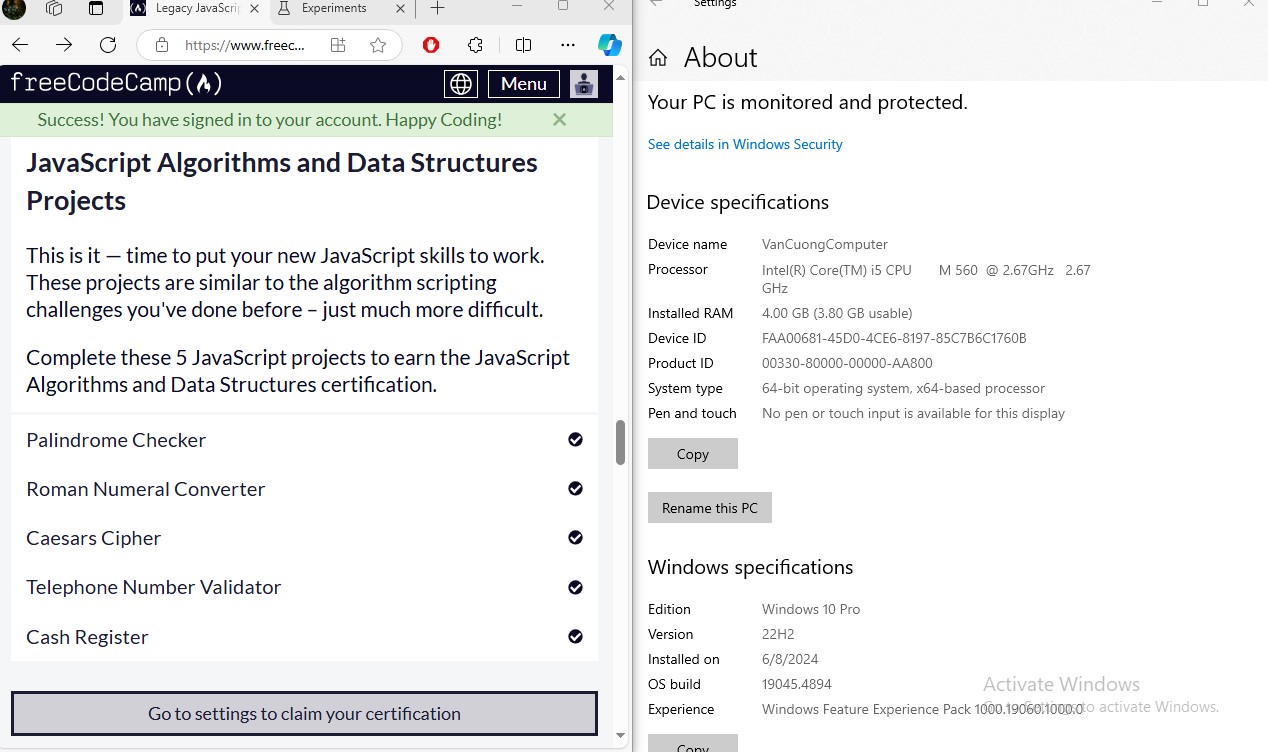 Legacy JavaScri
Experiments
https://www.freec...
freeCodeCamp
Menu
Success! You have signed in to your account. Happy Coding!
JavaScript Algorithms and Data Structures
Projects
This is it — time to put your new JavaScript skills to work.
These projects are similar to the algorithm scripting
challenges you've done before – just much more difficult.
Complete these 5 JavaScript projects to earn the JavaScript
Algorithms and Data Structures certification.
Palindrome Checker
Roman Numeral Converter
Caesars Cipher
Telephone Number Validator
Cash Register
Go to settings to claim your certification
Settings
About
Your PC is monitored and protected.
See details in Windows Security
Device specifications
Device name VanCuongComputer
Processor Intel(R) Core(TM) i5 CPU M 560 @ 2.67GHz 2.67
GHz
Installed RAM 4.00 GB (3.80 GB usable)
Device ID FAA00681-45D0-4CE6-8197-85C7B6C1760B
Product ID 00330-80000-00000-AA800
System type 64-bit operating system, x64-based processor
Pen and touch No pen or touch input is available for this display
Copy
Rename this PC
Windows specifications
Edition Windows 10 Pro
Version 22H2
Installed on 6/8/2024
OS build 19045.4894
Experience Windows Feature Experience Pack 1000.19060.1000.0
Activate Windows
Go to Settings to activate Windows.
Copy